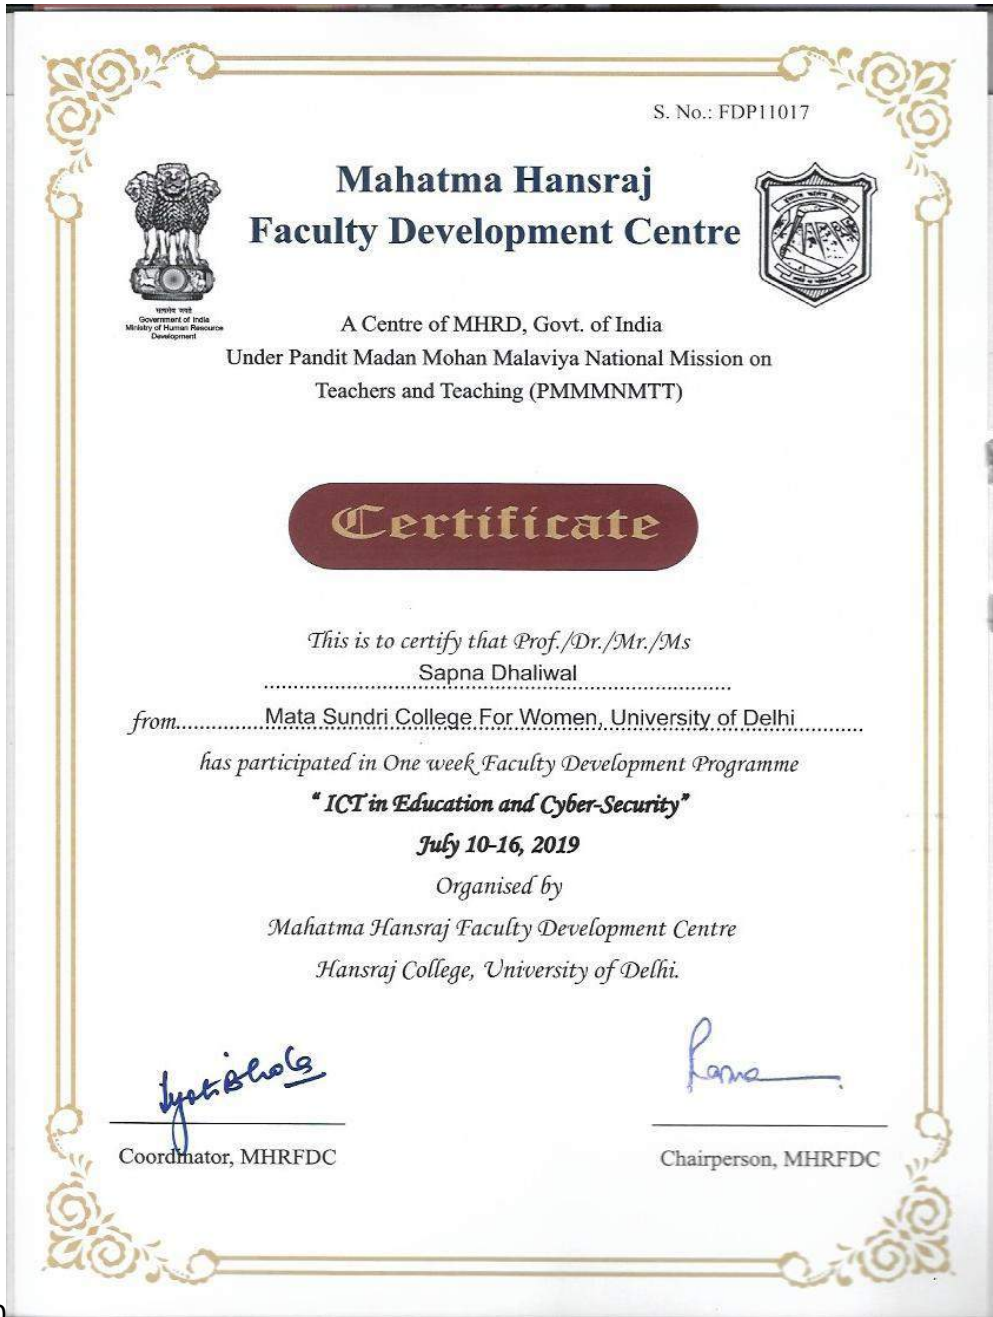 S. No.: FDP11017
Mahatma Hansraj
Faculty Development Centre
सत्यमेव जयते
Government of India
Ministry of Human Resource
Development
A Centre of MHRD, Govt. of India
Under Pandit Madan Mohan Malaviya National Mission on
Teachers and Teaching (PMMMNMTT)
Certificate
This is to certify that Prof./Dr./Mr./Ms
Sapna Dhaliwal
from.............Mata Sundri College For Women, University of Delhi
has participated in One week Faculty Development Programme
"ICT in Education and Cyber-Security"
July 10-16, 2019
Organised by
Mahatma Hansraj Faculty Development Centre
Hansraj College, University of Delhi.
Coordinator, MHRFDC
Chairperson, MHRFDC